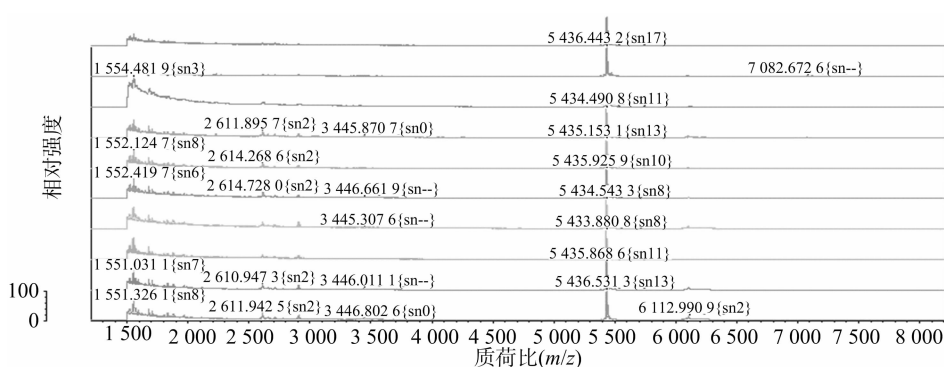 5 436.443 2{sn17}
1 554.481 9{sn3} 7 082.672 6{sn--}
5 434.490 8{sn11}
2 611.895 7{sn2} 3 445.870 7{sn0} 5 435.153 1{sn13}
1 552.124 7{sn8}
2 614.268 6{sn2} 5 435.925 9{sn10}
1 552.419 7{sn6}
2 614.728 0{sn2} 3 446.661 9{sn--} 5 434.543 3{sn8}
3 445.307 6{sn--} 5 433.880 8{sn8}
5 435.868 6{sn11}
1 551.031 1{sn7}
2 610.947 3{sn2} 3 446.011 1{sn--} 5 436.531 3{sn13}
1 551.326 1{sn8}
2 611.942 5{sn2} 3 446.802 6{sn0} 6 112.990 9{sn2}
相对强度
100
0
1 500 2 000 2 500 3 000 3 500 4 000 4 500 5 000 5 500 6 000 6 500 7 000 7 500 8 000
质荷比(m/z)